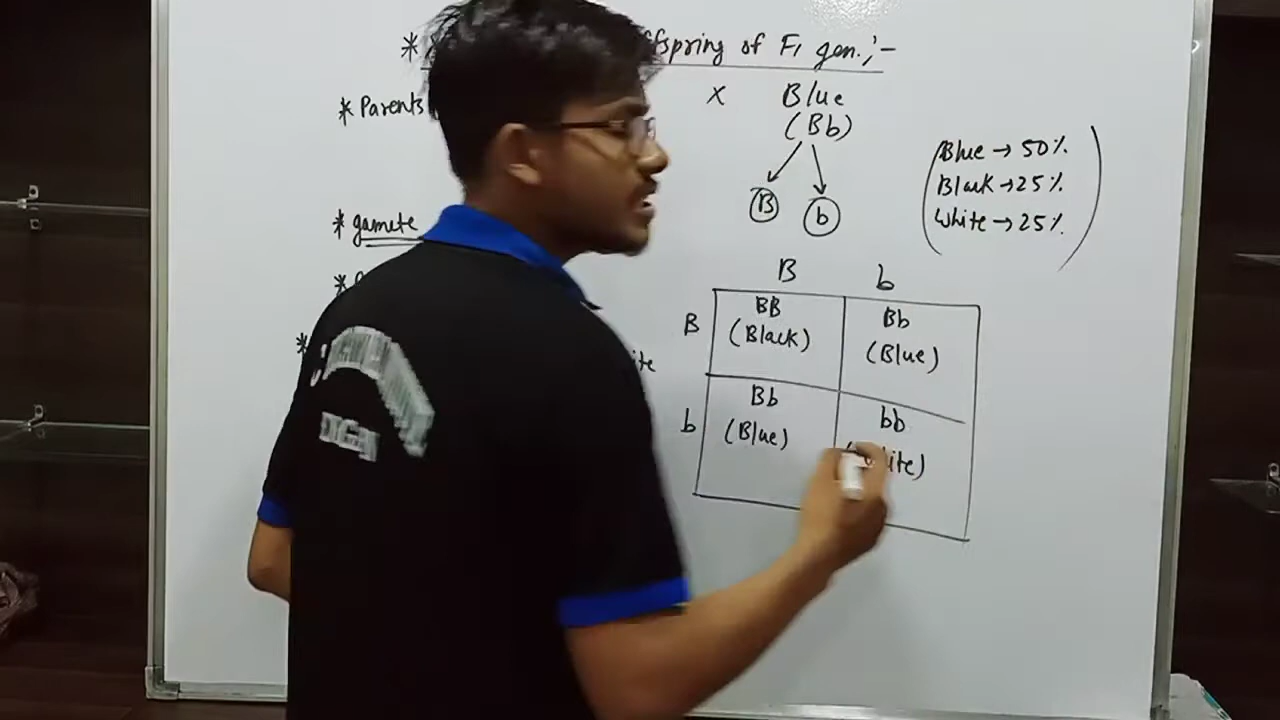 * offspring of F1 gen.;-
* Parents x Blue
(Bb)
B b
Blue → 50%
Black → 25%
White → 25%
* gamete
*
*
B b
B BB Bb
(Black) (Blue)
b Bb bb
(Blue) (White)